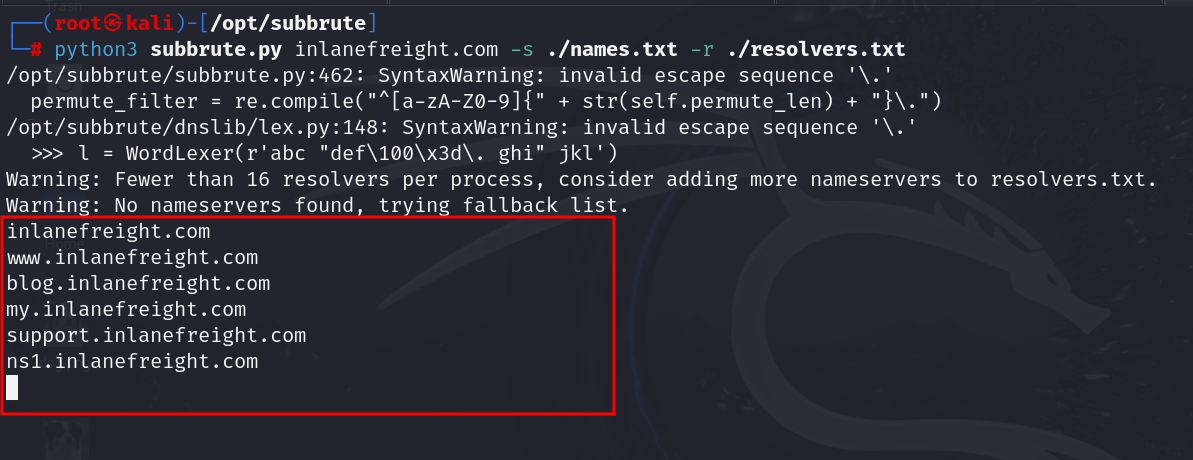 Trash
┌──(root㉿kali)-[/opt/subbrute]
└─# python3 subbrute.py inlanefreight.com -s ./names.txt -r ./resolvers.txt
/opt/subbrute/subbrute.py:462: SyntaxWarning: invalid escape sequence '\.'
  permute_filter = re.compile("^[a-zA-Z0-9]{" + str(self.permute_len) + "}\.")
/opt/subbrute/dnslib/lex.py:148: SyntaxWarning: invalid escape sequence '\.'
  >>> l = WordLexer(r'abc "def\100\x3d\. ghi" jkl')
Warning: Fewer than 16 resolvers per process, consider adding more nameservers to resolvers.txt.
Warning: No nameservers found, trying fallback list.
inlanefreight.com
www.inlanefreight.com
blog.inlanefreight.com
my.inlanefreight.com
support.inlanefreight.com
ns1.inlanefreight.com